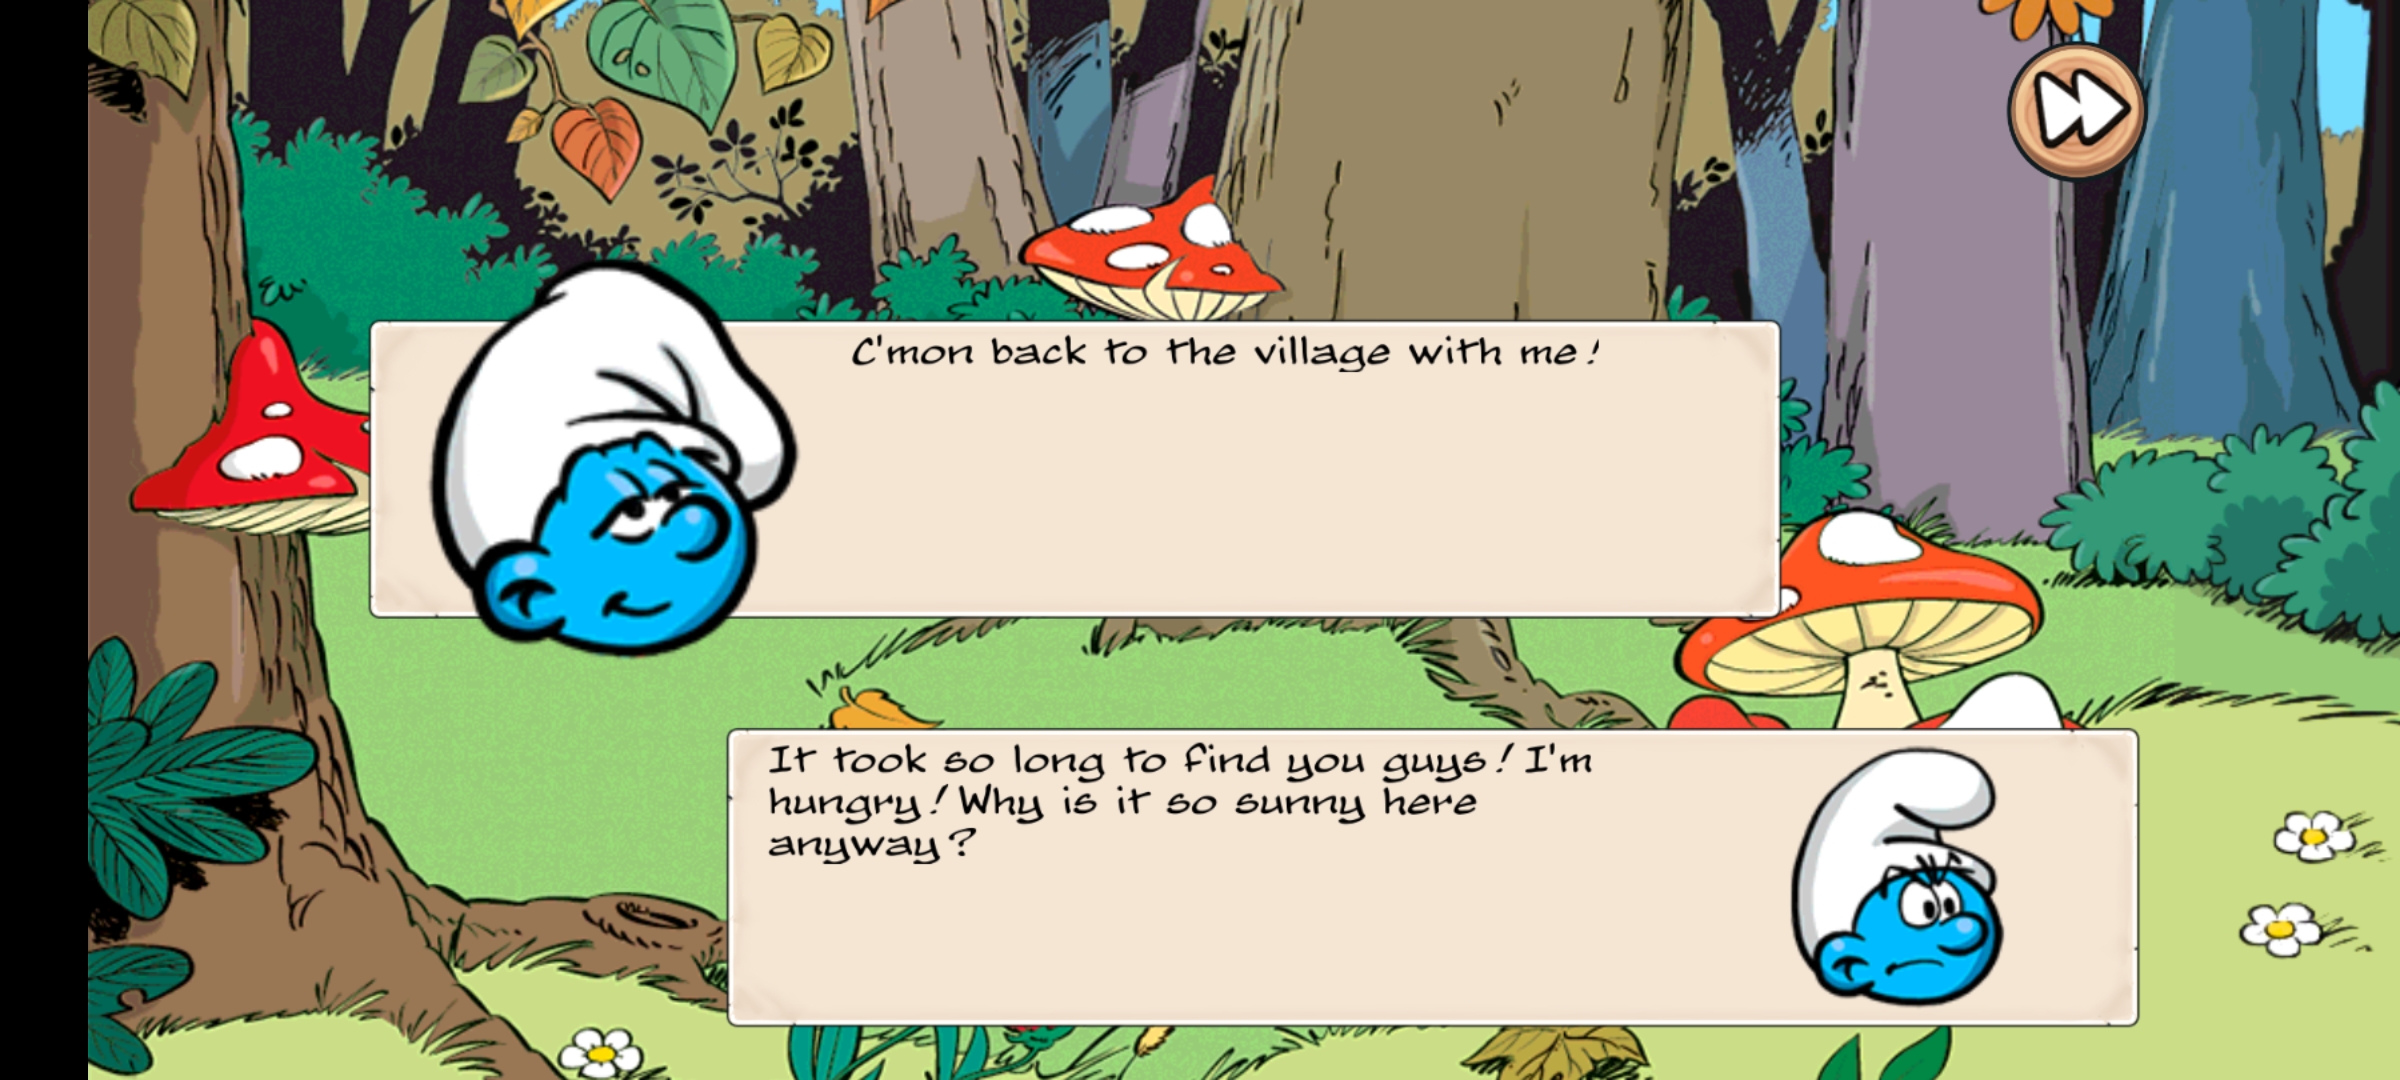 C'mon back to the village with me!
It took so long to find you guys! I'm
hungry! Why is it so sunny here
anyway?